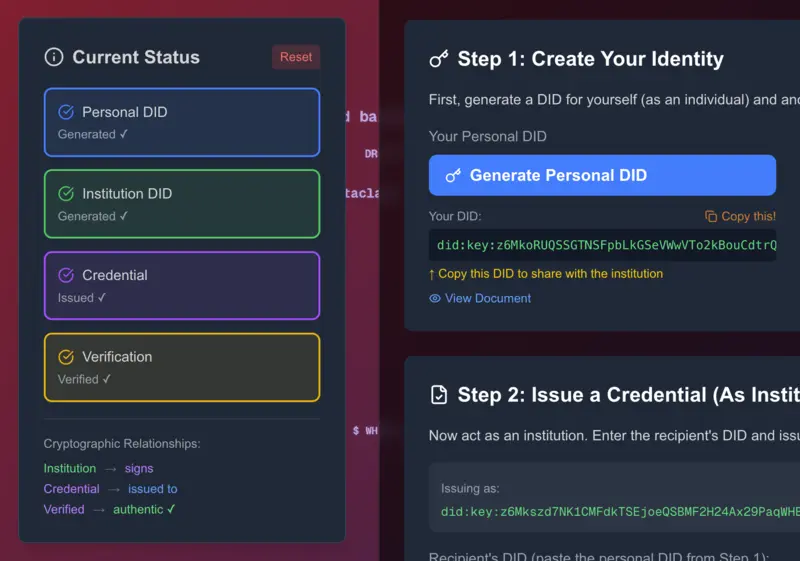 Current Status
Reset
Personal DID
Generated ✓
Institution DID
Generated ✓
Credential
Issued ✓
Verification
Verified ✓
Cryptographic Relationships:
Institution → signs
Credential → issued to
Verified → authentic ✓
d ba
DR
tacla
$ WH
Step 1: Create Your Identity
First, generate a DID for yourself (as an individual) and ano
Your Personal DID
Generate Personal DID
Your DID:
Copy this!
did:key:z6MkoRUQSSGTNSFpbLkGSeVWwVTo2kBouCdtrQ
↑ Copy this DID to share with the institution
View Document
Step 2: Issue a Credential (As Instit
Now act as an institution. Enter the recipient's DID and issu
Issuing as:
did:key:z6Mkszd7NK1CMFdkTSEjoeQSBMF2H24Ax29PaqWHE
Recipient's DID (paste the personal DID from Step 1):